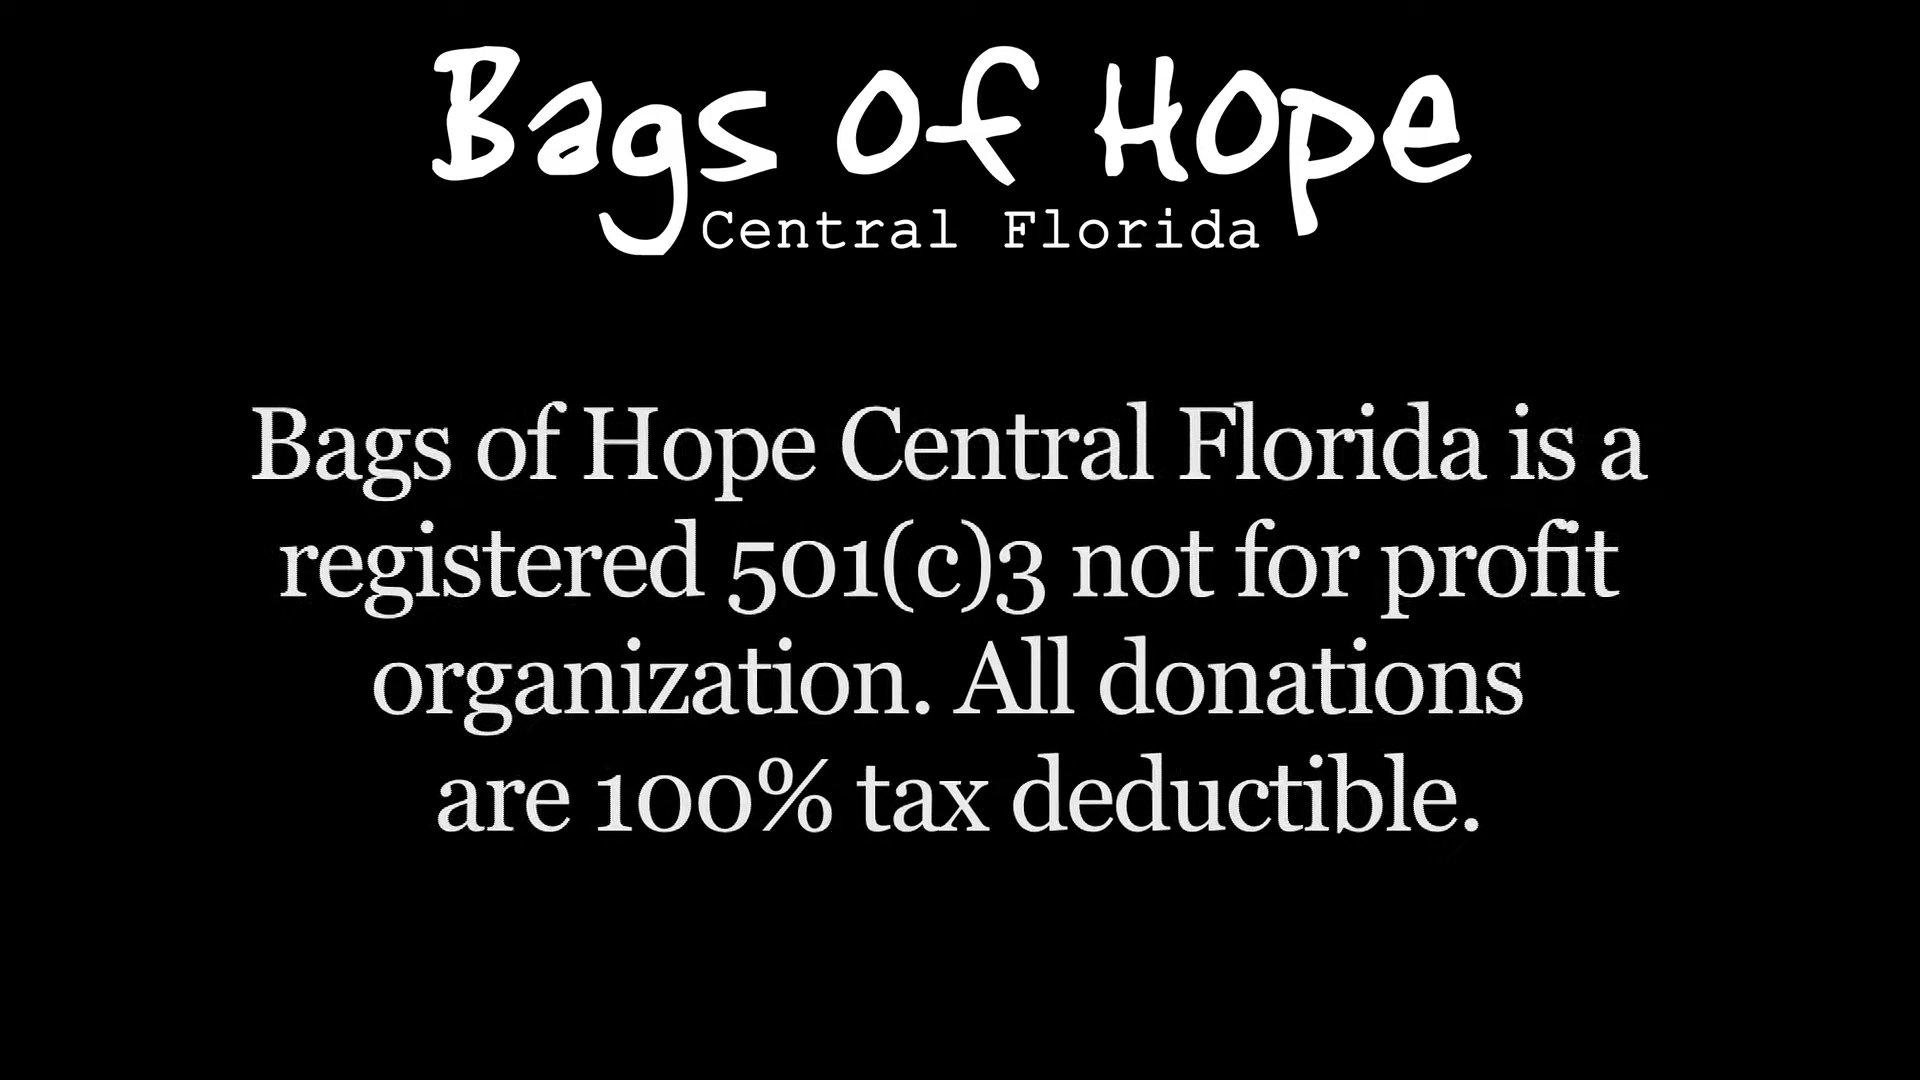 Bags of Hope
Central Florida
Bags of Hope Central Florida is a
registered 501(c)3 not for profit
organization. All donations
are 100% tax deductible.